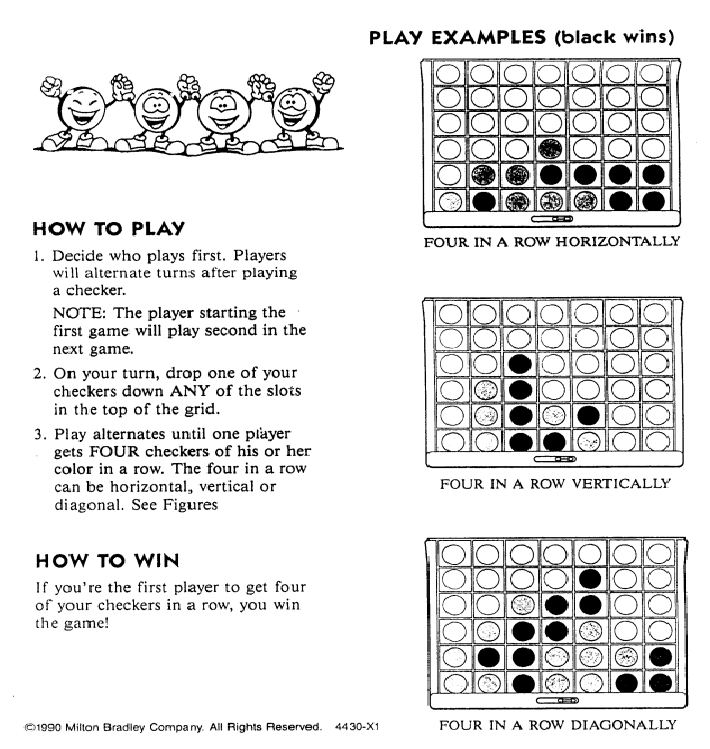 PLAY EXAMPLES (black wins)
FOUR IN A ROW HORIZONTALLY
HOW TO PLAY
1. Decide who plays first. Players
will alternate turns after playing
a checker.
NOTE: The player starting the
first game will play second in the
next game.
2. On your turn, drop one of your
checkers down ANY of the slots
in the top of the grid.
3. Play alternates until one player
gets FOUR checkers of his or her
color in a row. The four in a row
can be horizontal, vertical or
diagonal. See Figures
FOUR IN A ROW VERTICALLY
HOW TO WIN
If you're the first player to get four
of your checkers in a row, you win
the game!
©1990 Milton Bradley Company. All Rights Reserved. 4430-X1
FOUR IN A ROW DIAGONALLY